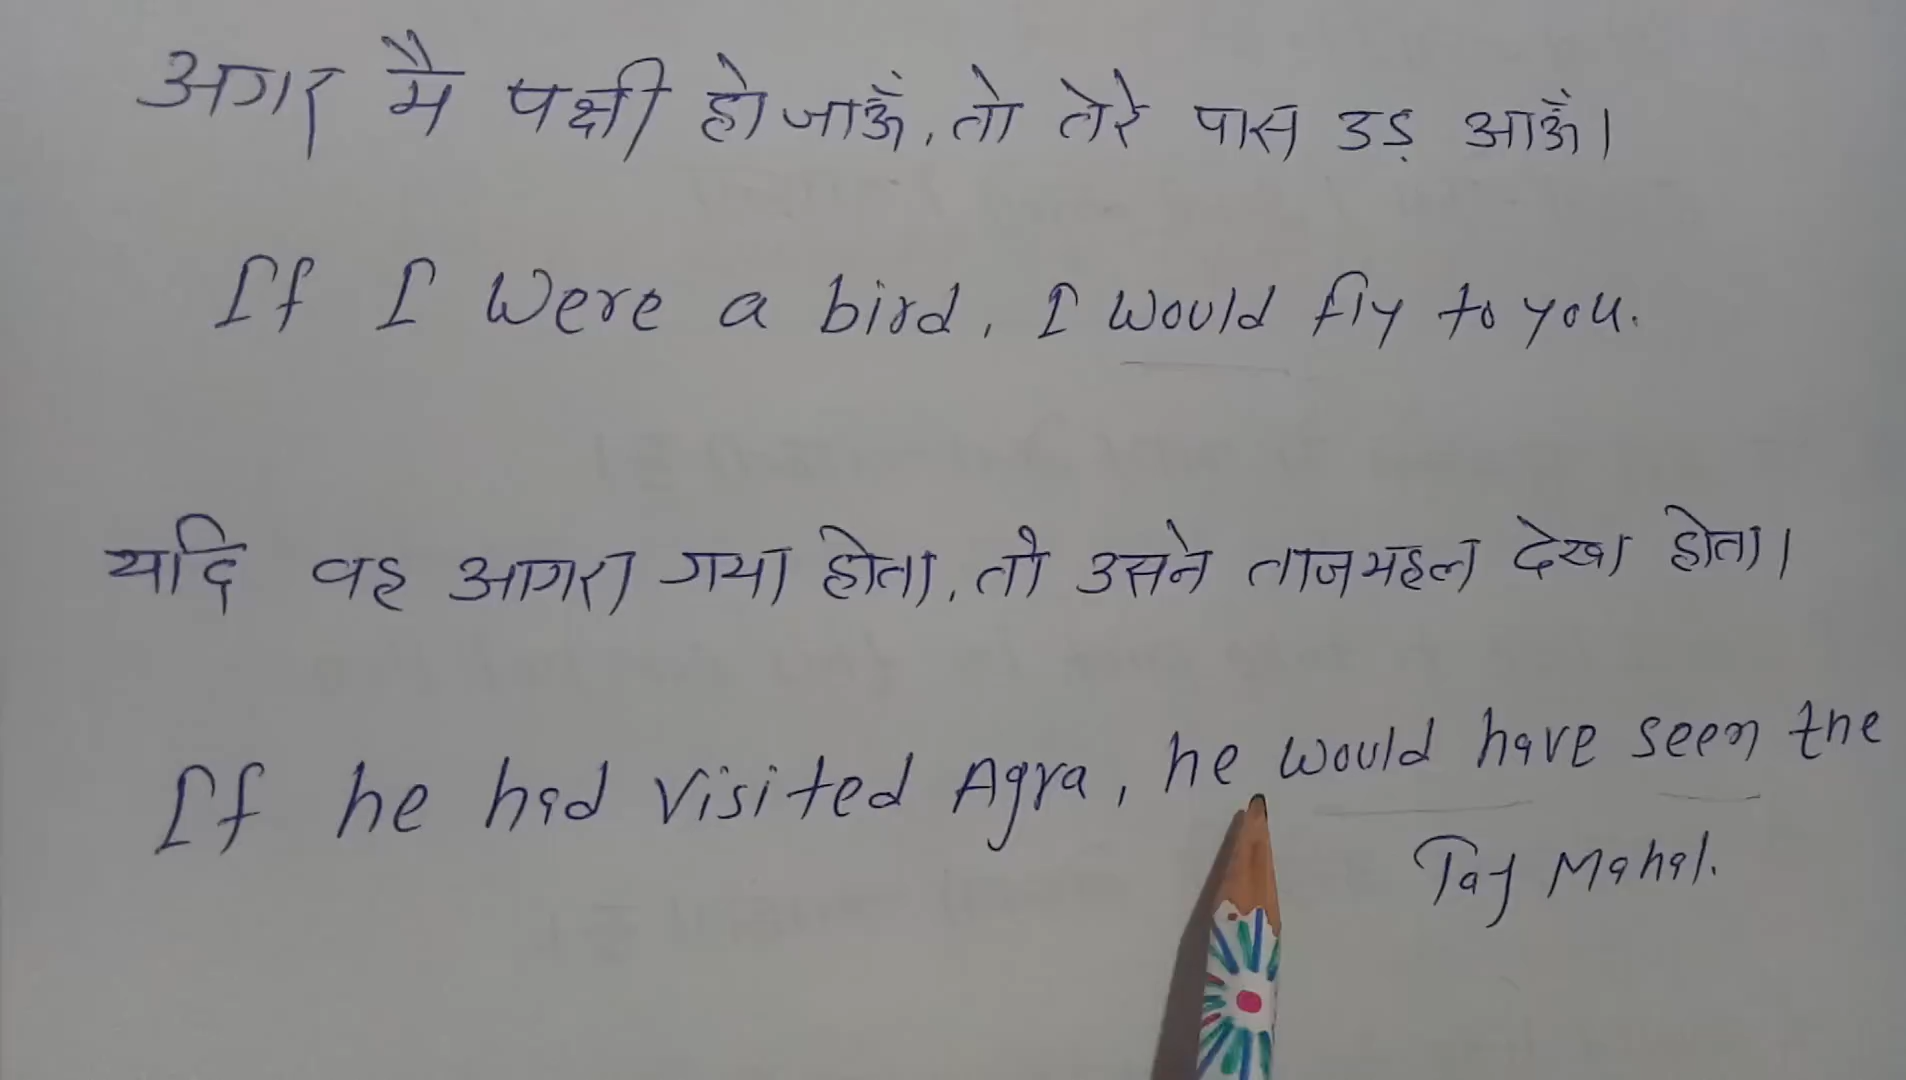 अगर मै पक्षी हो जाऊँ, तो तेरे पास उड़ आऊँ।
If I were a bird, I would fly to you.
यदि वह आगरा गया होता, तो उसने ताजमहल देखा होता।
If he had visited Agra, he would have seen the
Taj Mahal.